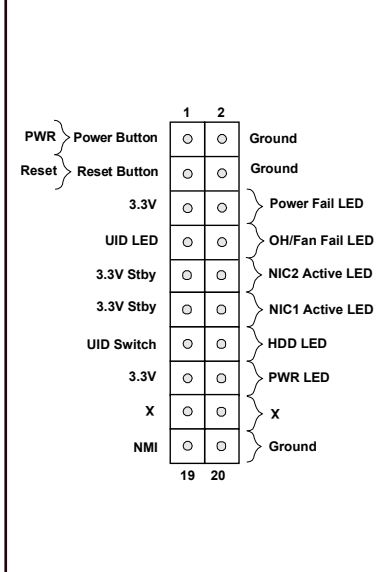 1 2
PWR Power Button Ground
Reset Reset Button Ground
3.3V Power Fail LED
UID LED OH/Fan Fail LED
3.3V Stby NIC2 Active LED
3.3V Stby NIC1 Active LED
UID Switch HDD LED
3.3V PWR LED
X X
NMI Ground
19 20